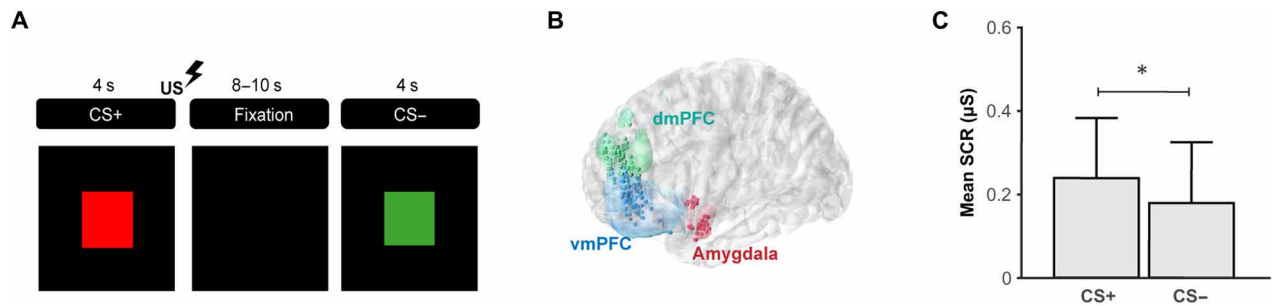 A
4 s
US
8–10 s
4 s
CS+
Fixation
CS–
B
dmPFC
vmPFC
Amygdala
C
Mean SCR (µS)
0.6
0.4
0.2
0
*
CS+
CS–